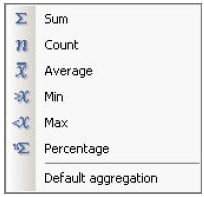 Σ Sum
n Count
x̅ Average
>X Min
<X Max
%Σ Percentage
Default aggregation